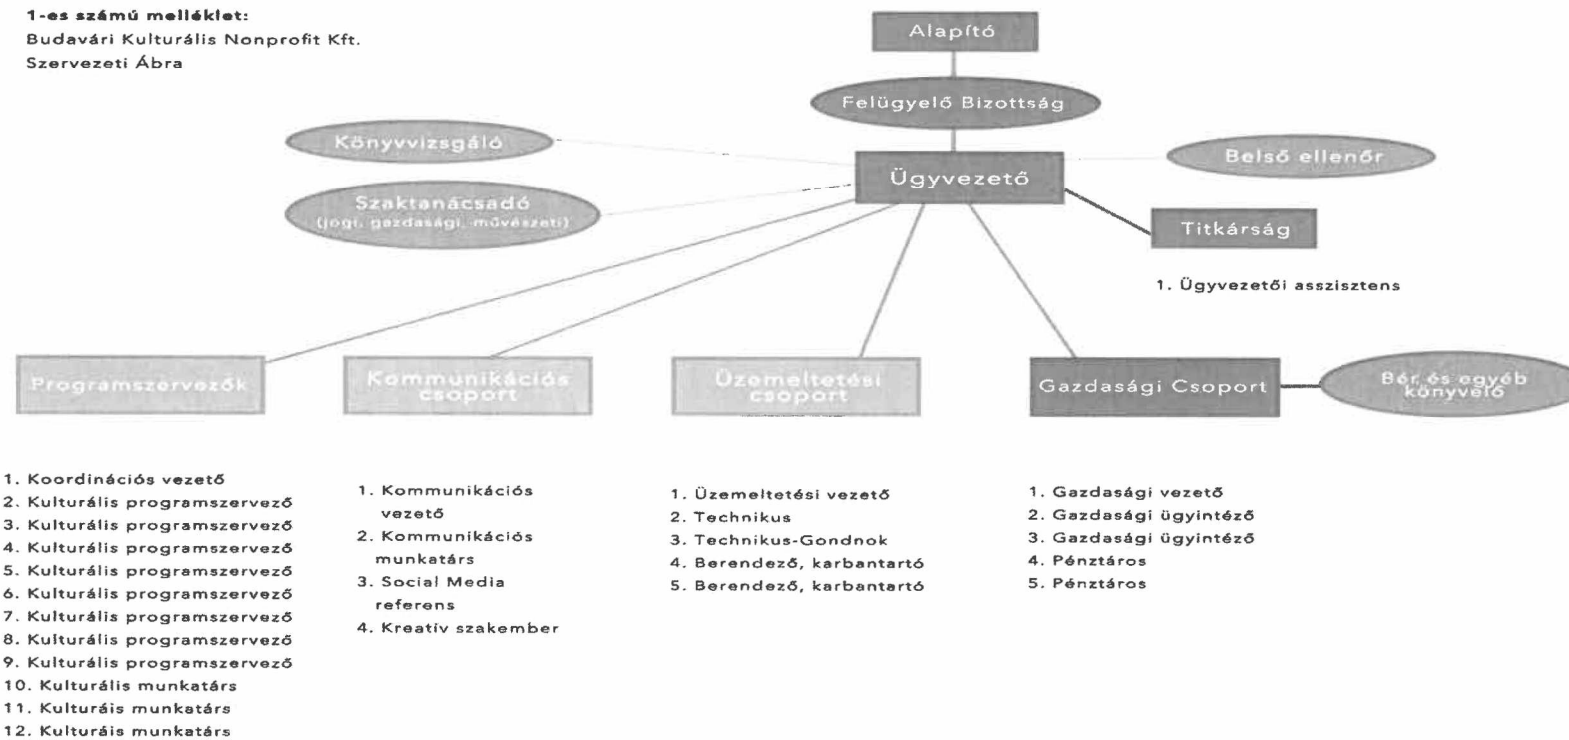 1-es számú melléklet:
Budavári Kulturális Nonprofit Kft.
Szervezeti Ábra
Alapító
Felügyelő Bizottság
Könyvvizsgáló
Belső ellenőr
Ügyvezető
Szaktanácsadó
(jogi, gazdasági, művészeti)
Titkárság
1. Ügyvezetői asszisztens
Programszervezők
Kommunikációs
csoport
Üzemeltetési
csoport
Gazdasági Csoport
Bér és egyéb
könyvelő
1. Koordinációs vezető
2. Kulturális programszervező
3. Kulturális programszervező
4. Kulturális programszervező
5. Kulturális programszervező
6. Kulturális programszervező
7. Kulturális programszervező
8. Kulturális programszervező
9. Kulturális programszervező
10. Kulturális munkatárs
11. Kulturáis munkatárs
12. Kulturáis munkatárs
1. Kommunikációs
vezető
2. Kommunikációs
munkatárs
3. Social Media
referens
4. Kreatív szakember
1. Üzemeltetési vezető
2. Technikus
3. Technikus-Gondnok
4. Berendező, karbantartó
5. Berendező, karbantartó
1. Gazdasági vezető
2. Gazdasági ügyintéző
3. Gazdasági ügyintéző
4. Pénztáros
5. Pénztáros